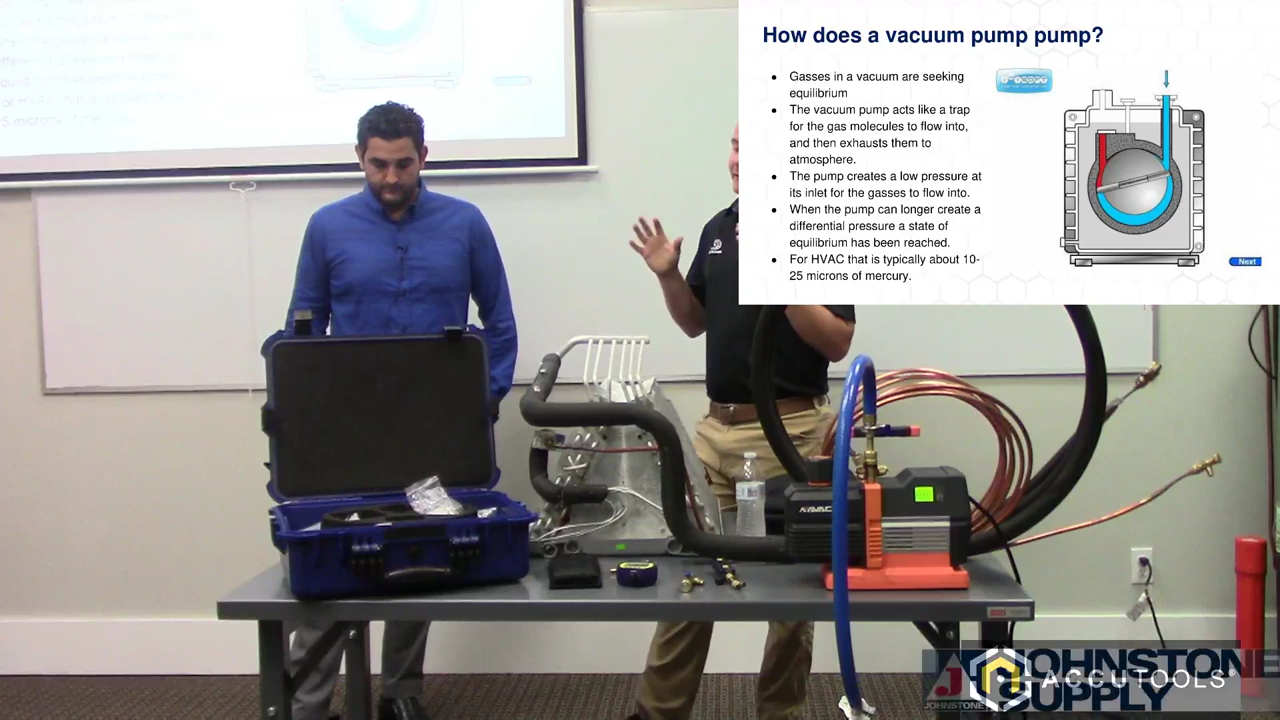 How does a vacuum pump pump?
• Gasses in a vacuum are seeking
equilibrium
• The vacuum pump acts like a trap
for the gas molecules to flow into,
and then exhausts them to
atmosphere.
• The pump creates a low pressure at
its inlet for the gasses to flow into.
• When the pump can longer create a
differential pressure a state of
equilibrium has been reached.
• For HVAC that is typically about 10-
25 microns of mercury.
Next
JOHNSTONE
SUPPLY
ACCUTOOLS®
JOHNSTONE